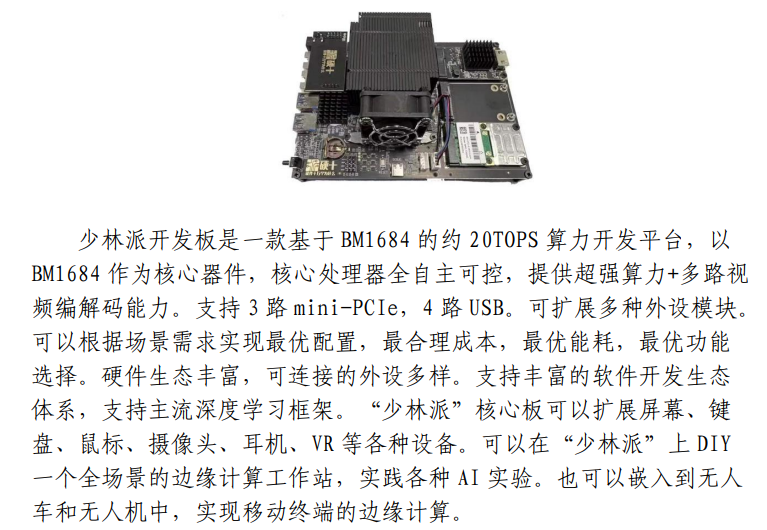 硕十
硕十
少林派开发板是一款基于 BM1684 的约 20TOPS 算力开发平台，以
BM1684 作为核心器件，核心处理器全自主可控，提供超强算力+多路视
频编解码能力。支持 3 路 mini-PCIe，4 路 USB。可扩展多种外设模块。
可以根据场景需求实现最优配置，最合理成本，最优能耗，最优功能
选择。硬件生态丰富，可连接的外设多样。支持丰富的软件开发生态
体系，支持主流深度学习框架。“少林派”核心板可以扩展屏幕、键
盘、鼠标、摄像头、耳机、VR 等各种设备。可以在“少林派”上 DIY
一个全场景的边缘计算工作站，实践各种 AI 实验。也可以嵌入到无人
车和无人机中，实现移动终端的边缘计算。